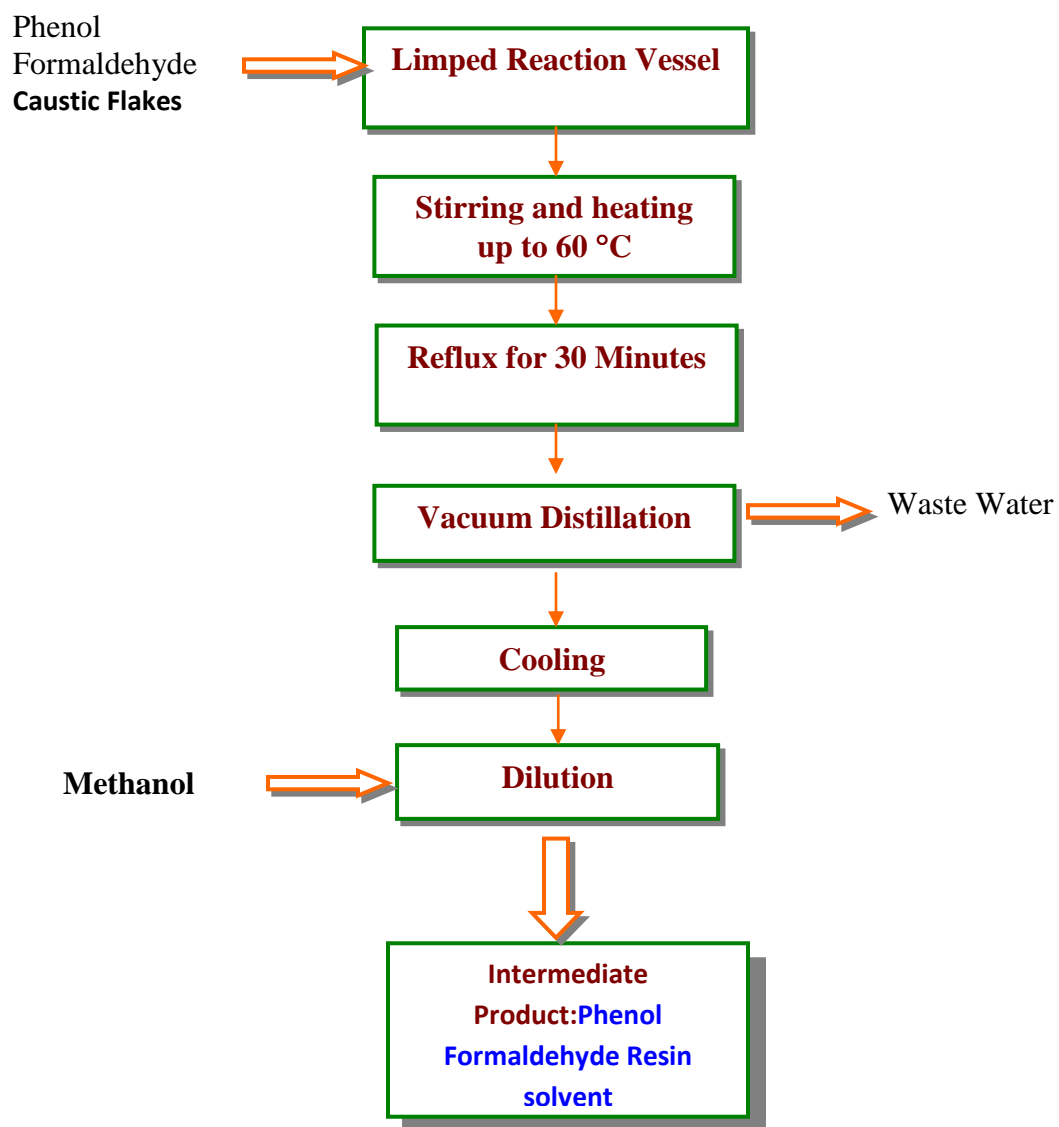 Phenol
Formaldehyde
Caustic Flakes
Limped Reaction Vessel
Stirring and heating
up to 60 °C
Reflux for 30 Minutes
Vacuum Distillation
Waste Water
Cooling
Methanol
Dilution
Intermediate
Product:Phenol
Formaldehyde Resin
solvent